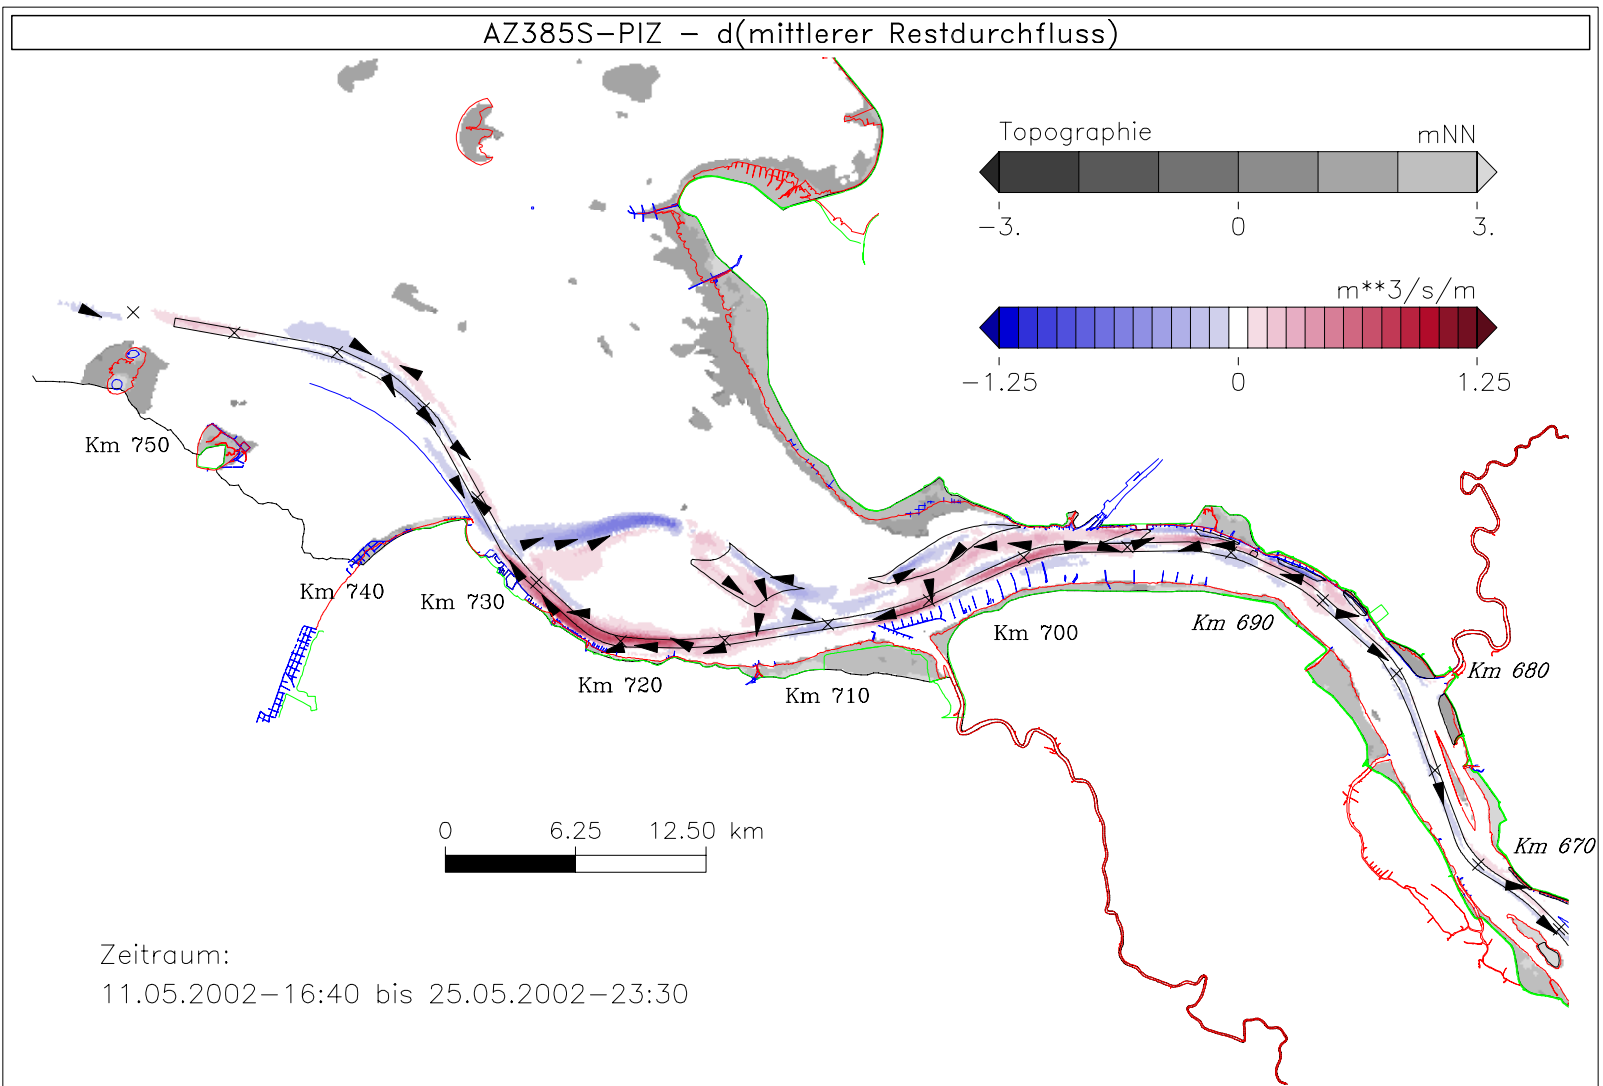 AZ385S-PIZ - d(mittlerer Restdurchfluss)
Topographie mNN
-3. 0 3.
m**3/s/m
-1.25 0 1.25
Km 750
Km 740
Km 730
Km 720
Km 710
Km 700
Km 690
Km 680
Km 670
0 6.25 12.50 km
Zeitraum:
11.05.2002-16:40 bis 25.05.2002-23:30